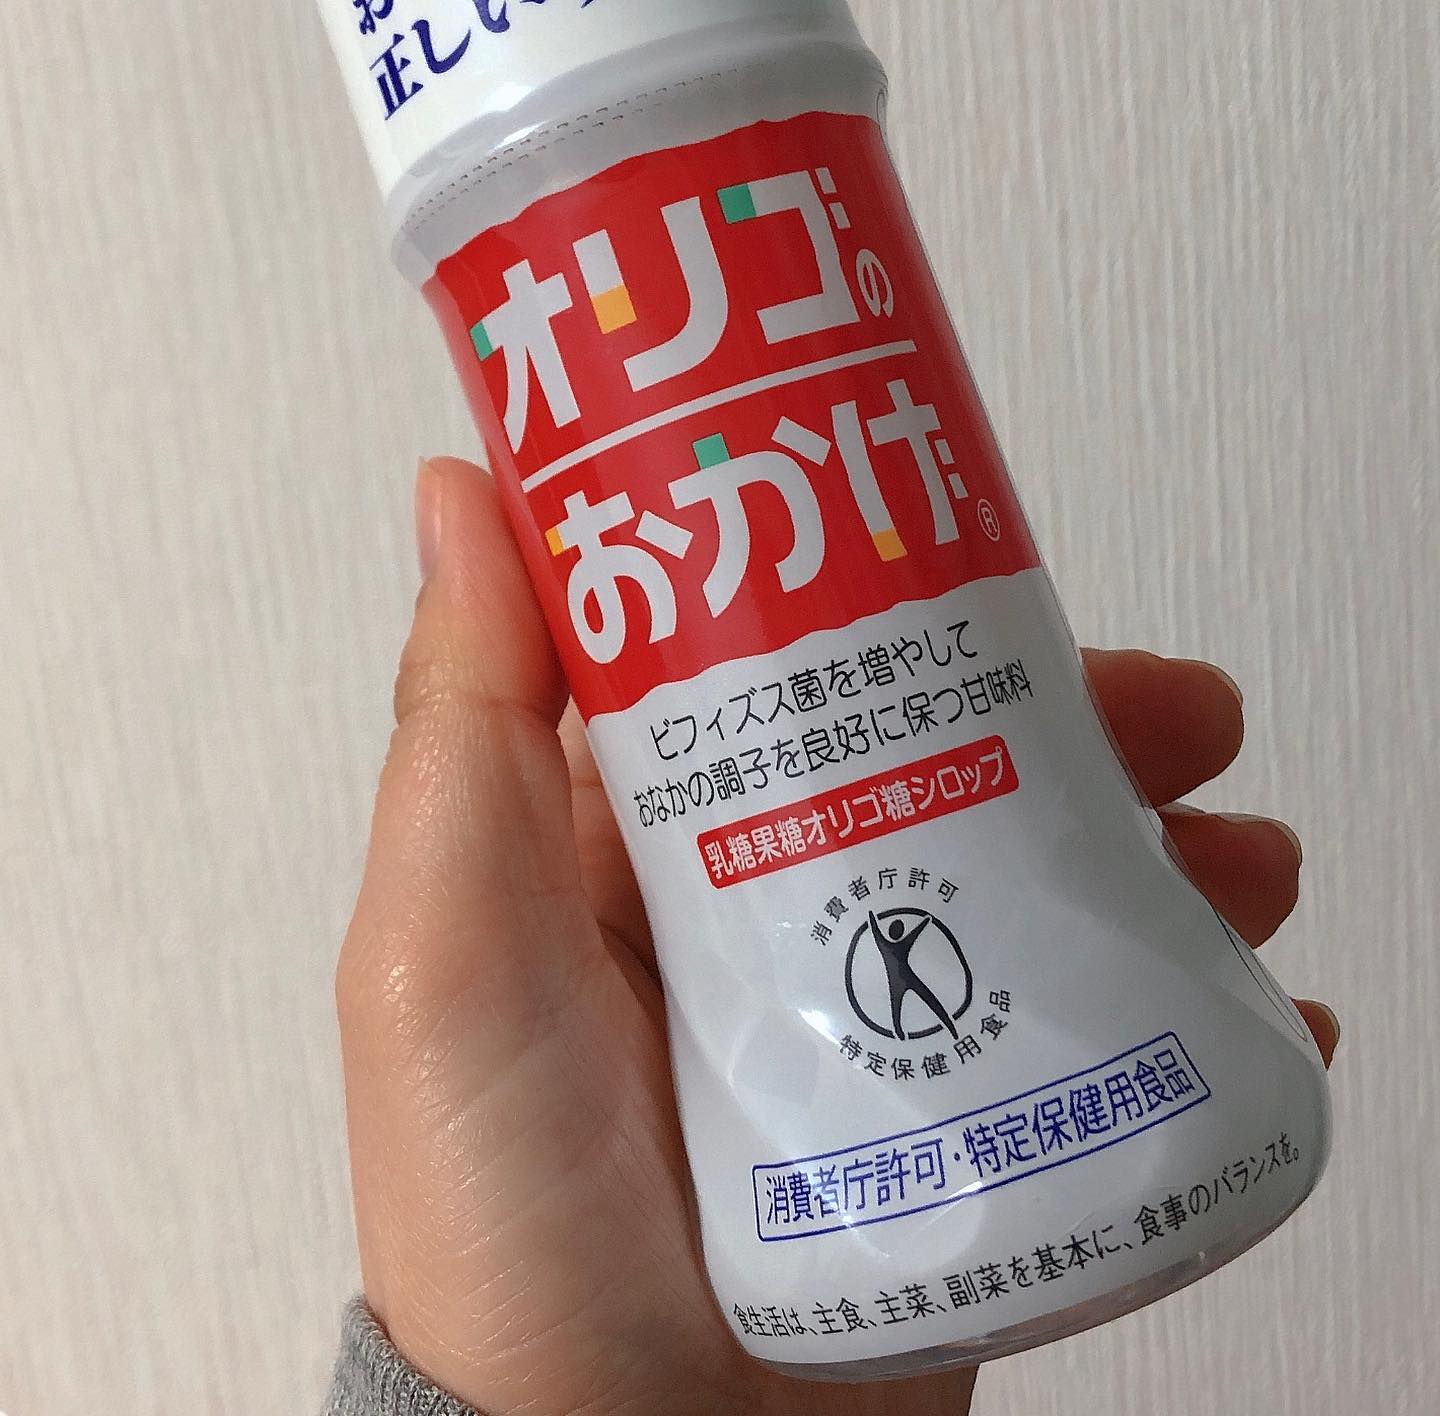 お
正しい
オリゴの
おかげ®
ビフィズス菌を増やして
おなかの調子を良好に保つ甘味料
乳糖果糖オリゴ糖シロップ
消費者庁許可
特定保健用食品
消費者庁許可・特定保健用食品
食生活は、主食、主菜、副菜を基本に、食事のバランスを。